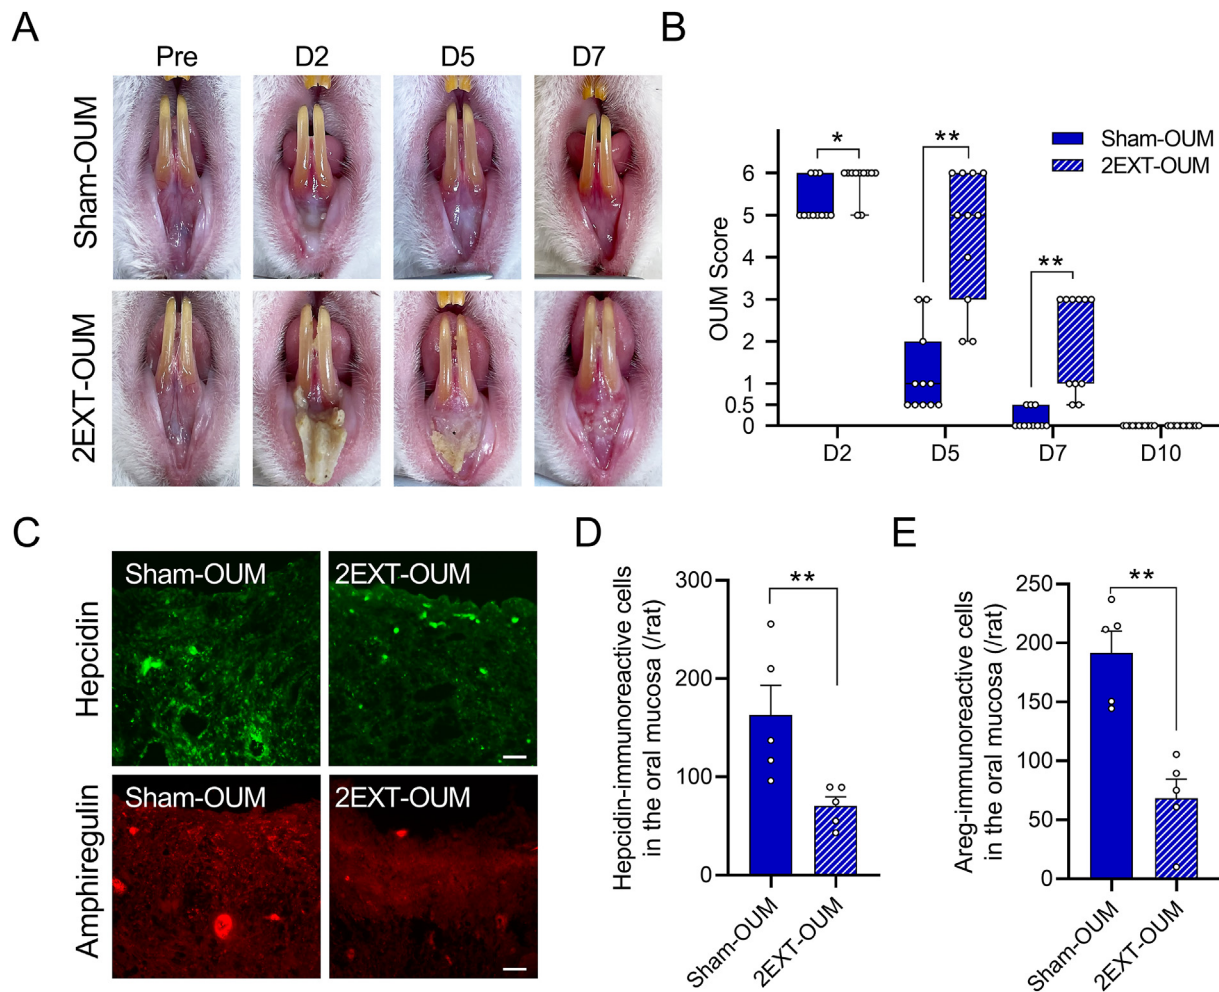 A
Pre D2 D5 D7
Sham-OUM
2EXT-OUM
B
OUM Score
6
5
4
3
2
1
0.5
0
* ** **
Sham-OUM
2EXT-OUM
D2 D5 D7 D10
C
Hepcidin
Sham-OUM 2EXT-OUM
Amphiregulin
Sham-OUM 2EXT-OUM
D
Hepcidin-immunoreactive cells
in the oral mucosa (/rat)
300
200
100
0
**
Sham-OUM 2EXT-OUM
E
Areg-immunoreactive cells
in the oral mucosa (/rat)
250
200
150
100
50
0
**
Sham-OUM 2EXT-OUM